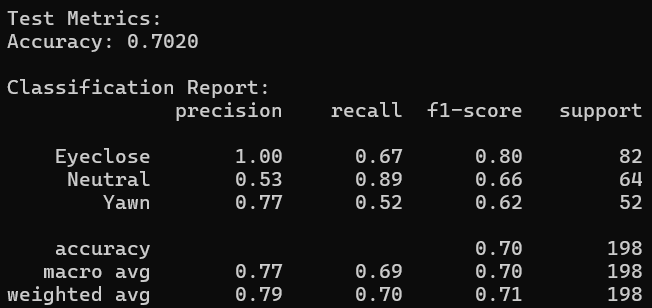 Test Metrics:
Accuracy: 0.7020
Classification Report:
precision recall f1-score support
Eyeclose 1.00 0.67 0.80 82
Neutral 0.53 0.89 0.66 64
Yawn 0.77 0.52 0.62 52
accuracy 0.70 198
macro avg 0.77 0.69 0.70 198
weighted avg 0.79 0.70 0.71 198